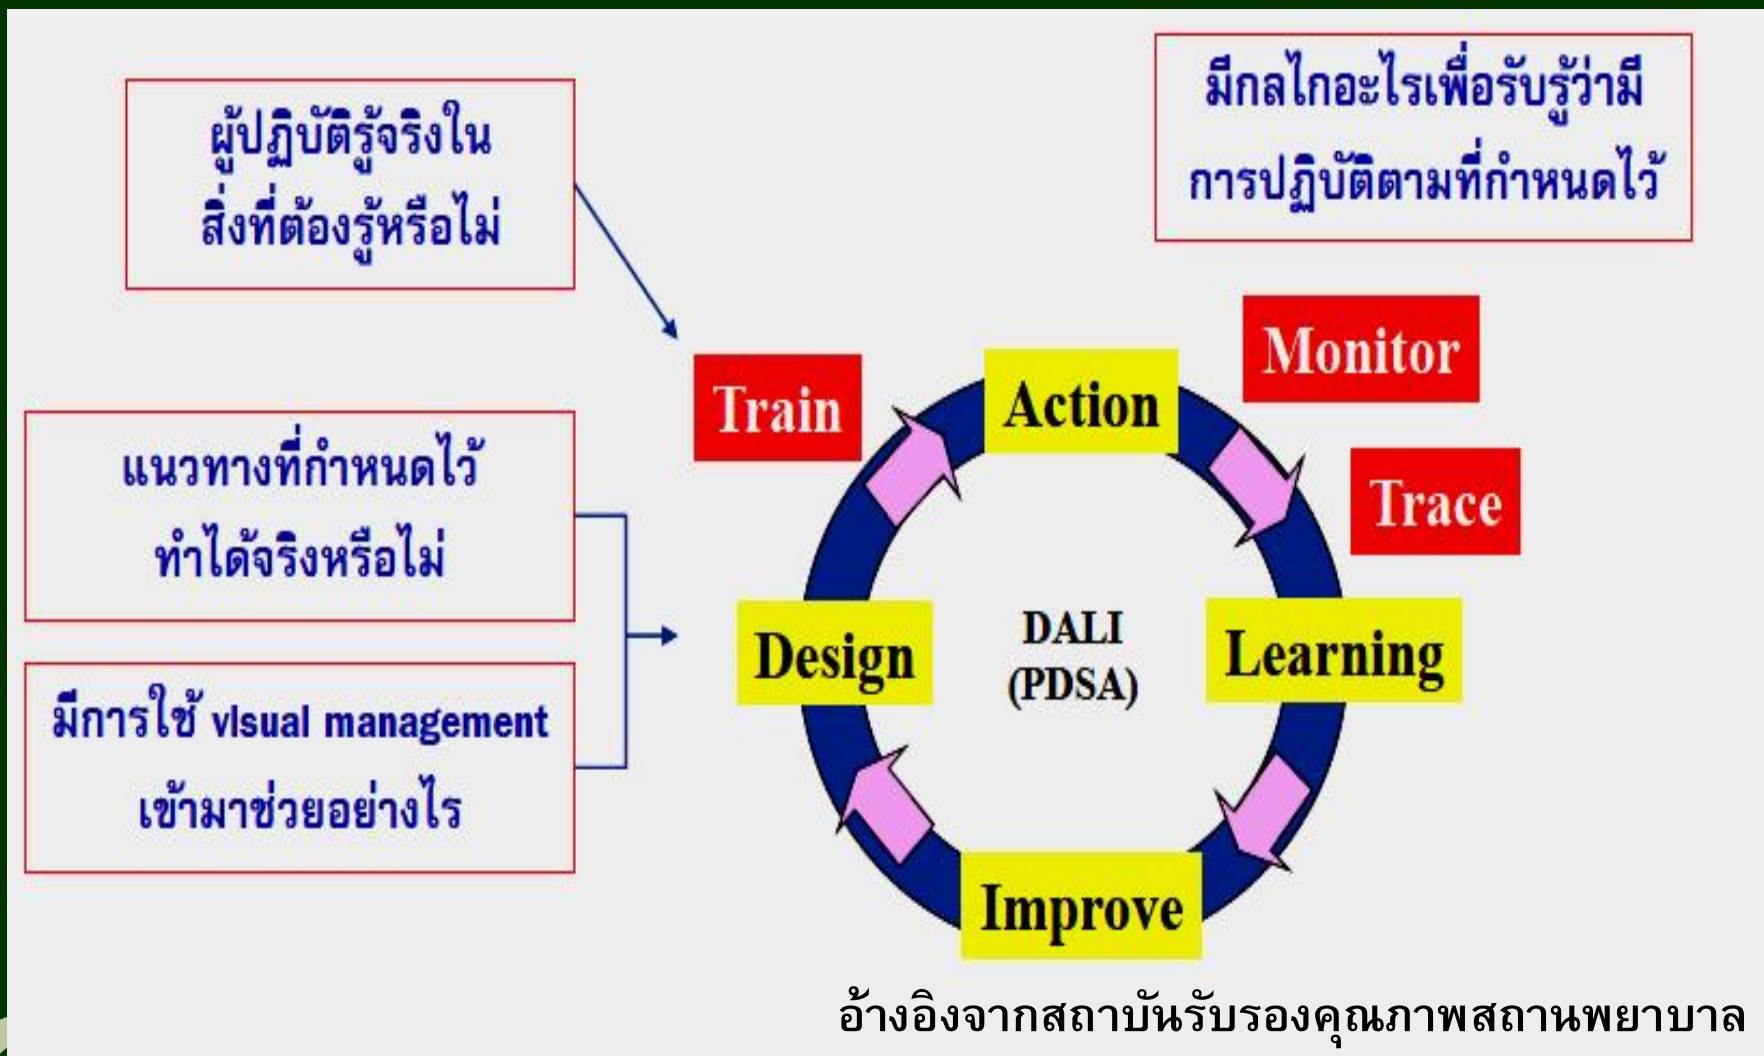 ผู้ปฏิบัติรู้จริงใน
สิ่งที่ต้องรู้หรือไม่
มีกลไกอะไรเพื่อรับรู้ว่ามี
การปฏิบัติตามที่กำหนดไว้
แนวทางที่กำหนดไว้
ทำได้จริงหรือไม่
มีการใช้ visual management
เข้ามาช่วยอย่างไร
Train
Action
Monitor
Trace
Design
DALI
(PDSA)
Learning
Improve
อ้างอิงจากสถาบันรับรองคุณภาพสถานพยาบาล